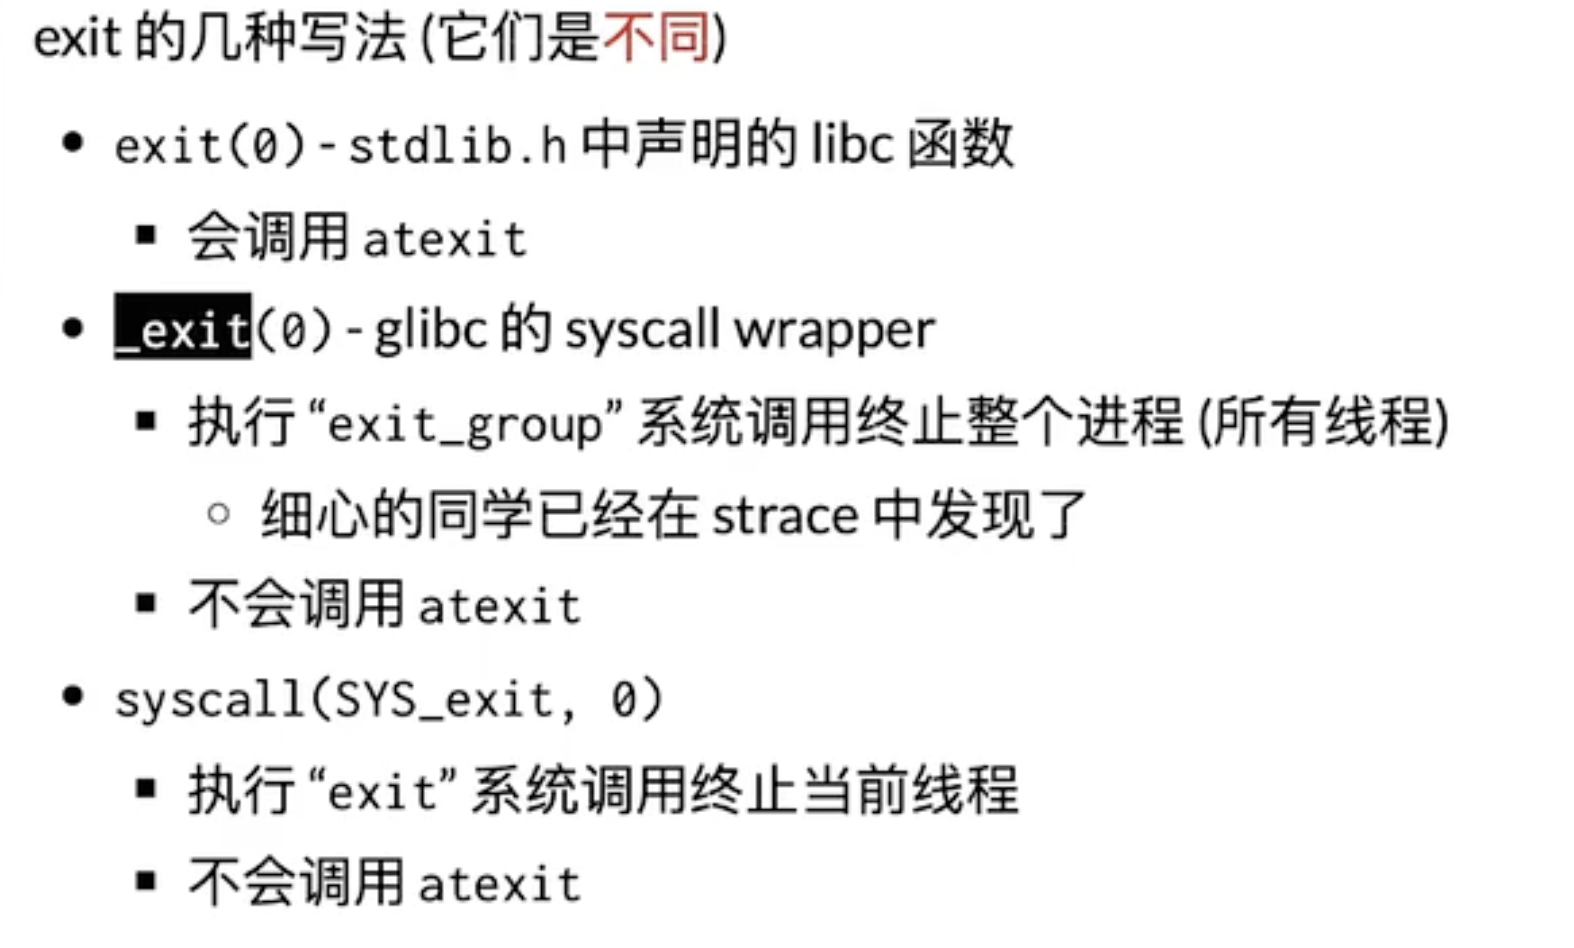 exit 的几种写法 (它们是不同)
• exit(0) - stdlib.h 中声明的 libc 函数
▪ 会调用 atexit
• _exit(0) - glibc 的 syscall wrapper
▪ 执行 “exit_group” 系统调用终止整个进程 (所有线程)
◦ 细心的同学已经在 strace 中发现了
▪ 不会调用 atexit
• syscall(SYS_exit, 0)
▪ 执行 “exit” 系统调用终止当前线程
▪ 不会调用 atexit